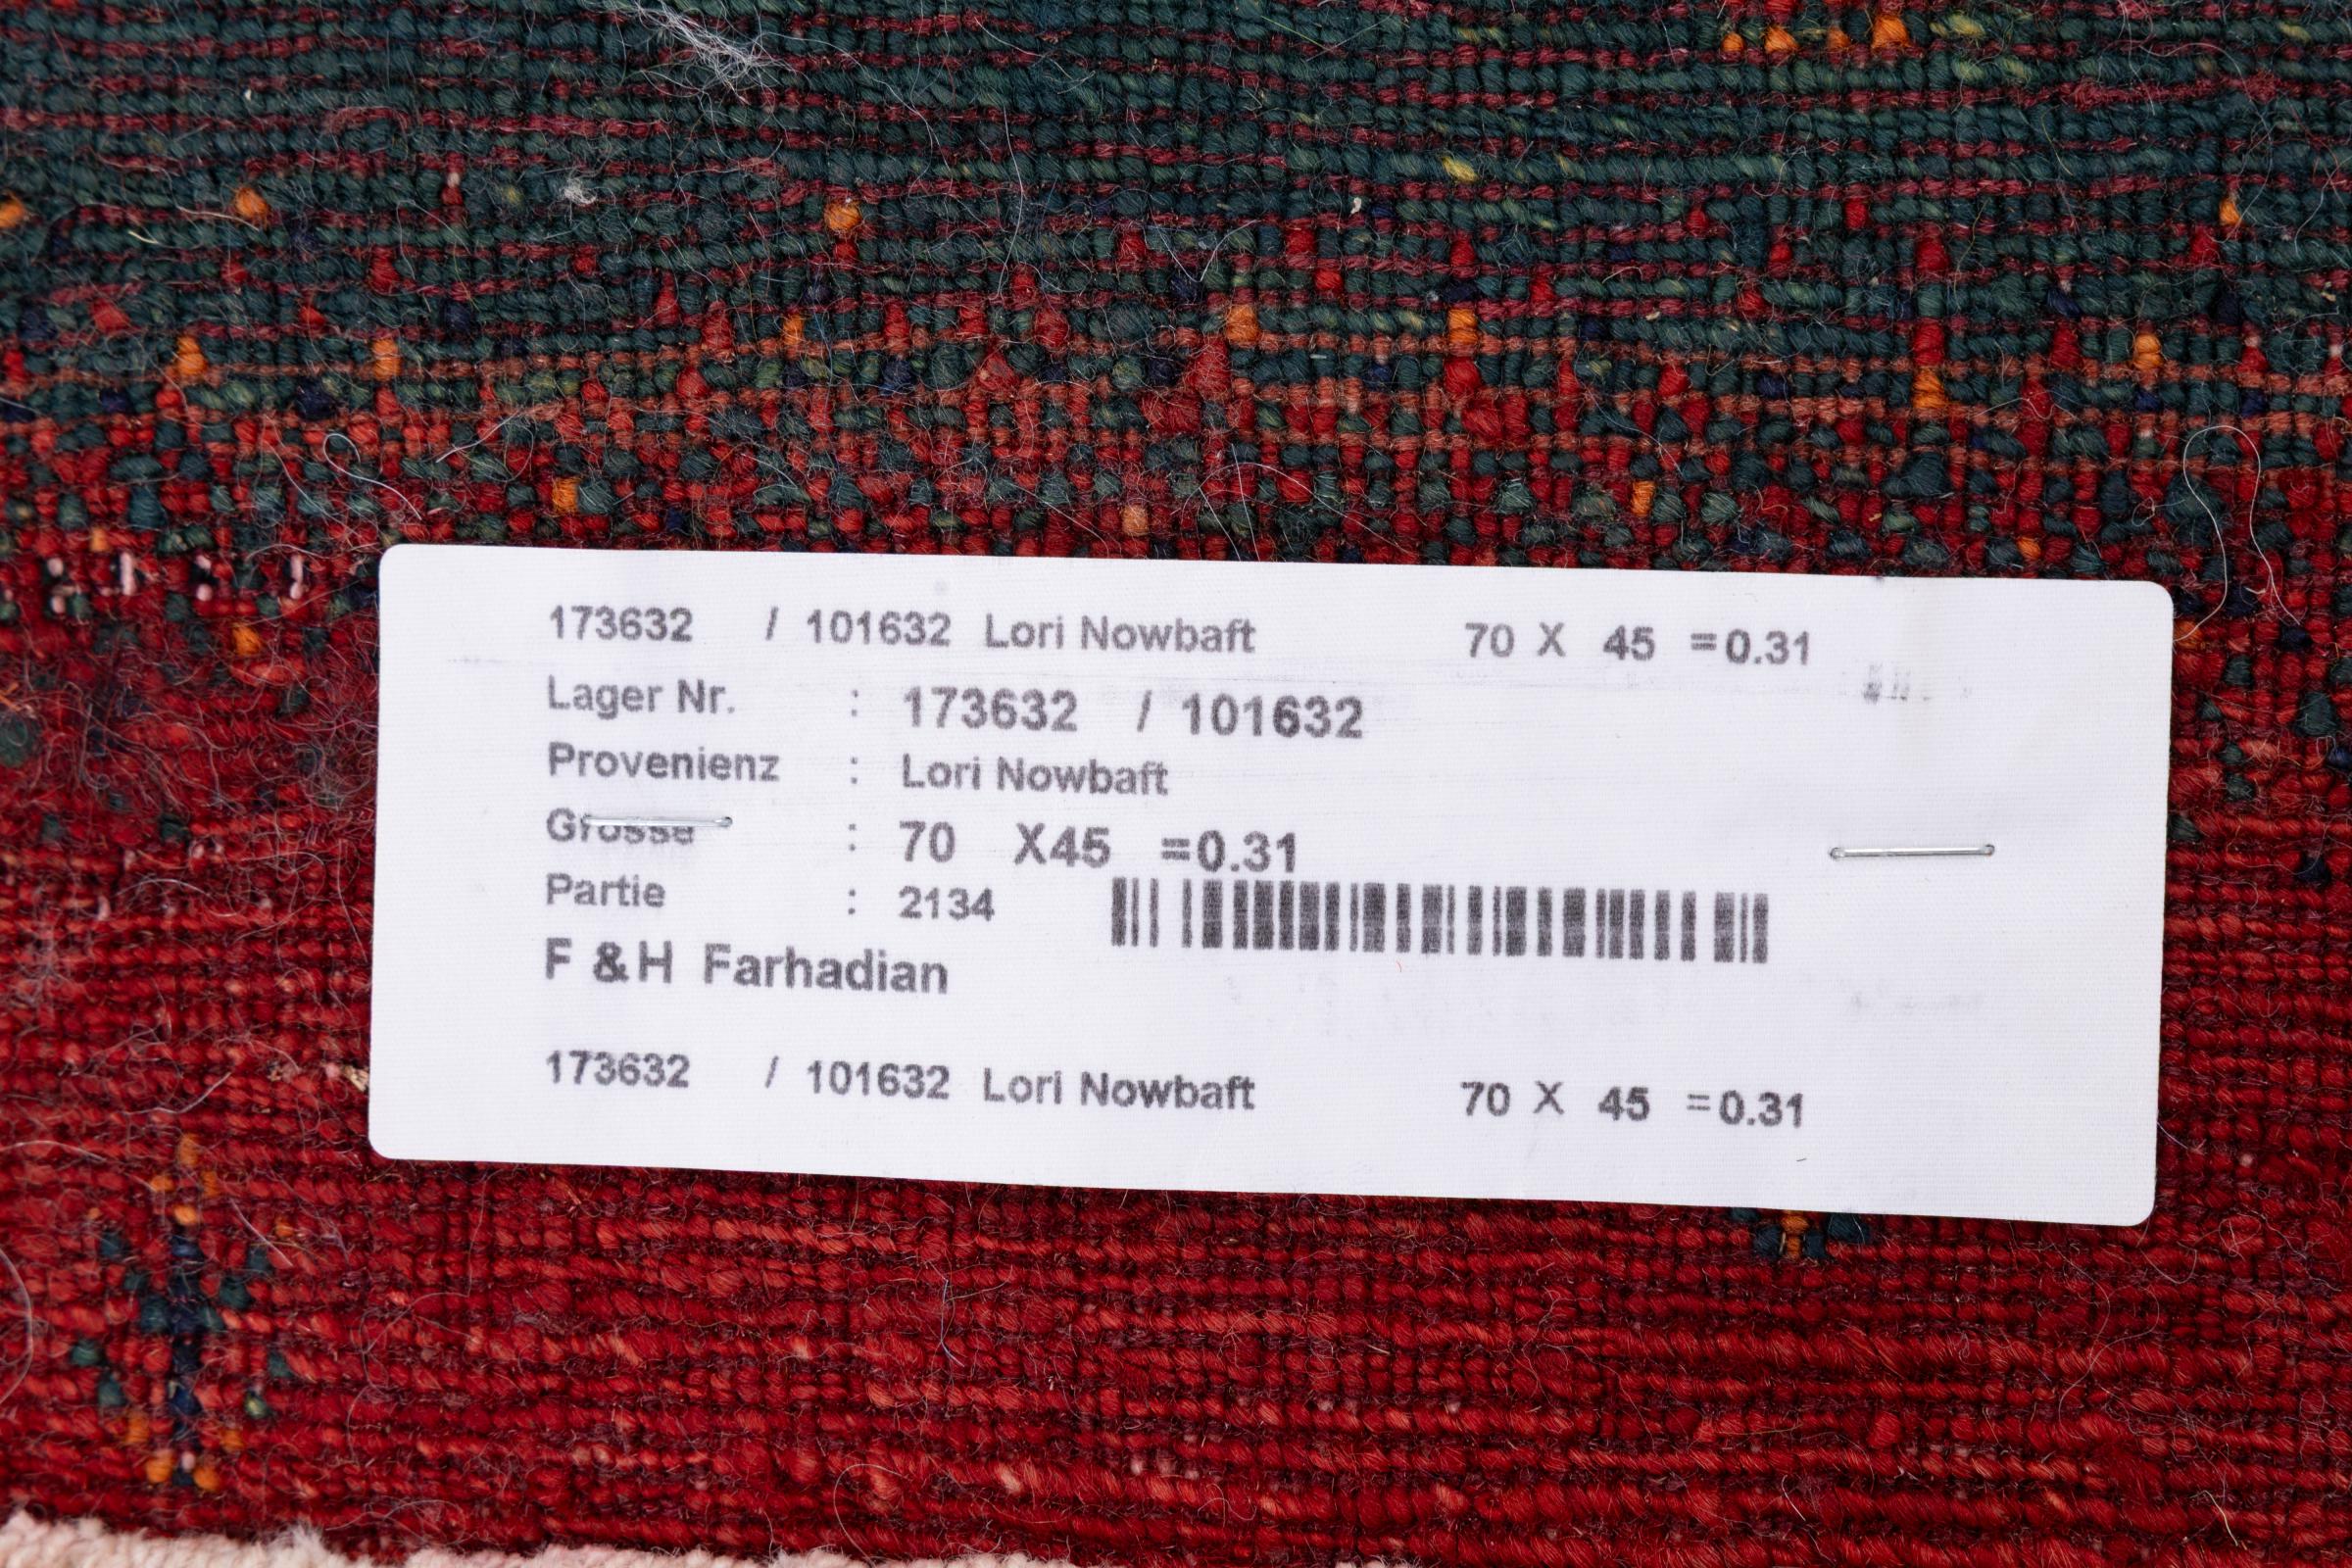 173632 / 101632 Lori Nowbaft 70 X 45 =0.31
Lager Nr. : 173632 / 101632
Provenienz : Lori Nowbaft
Grosse : 70 X45 =0.31
Partie : 2134
F & H Farhadian
173632 / 101632 Lori Nowbaft 70 X 45 =0.31